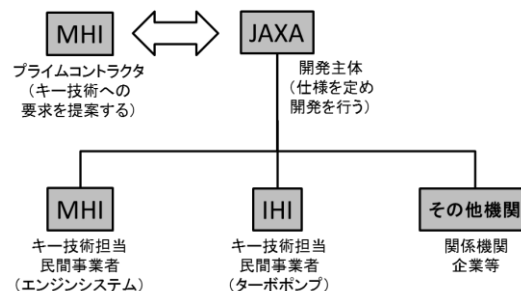 MHI
プライムコントラクタ
(キー技術への
要求を提案する)
JAXA
開発主体
(仕様を定め
開発を行う)
MHI
キー技術担当
民間事業者
(エンジンシステム)
IHI
キー技術担当
民間事業者
(ターボポンプ)
その他機関
関係機関
企業等